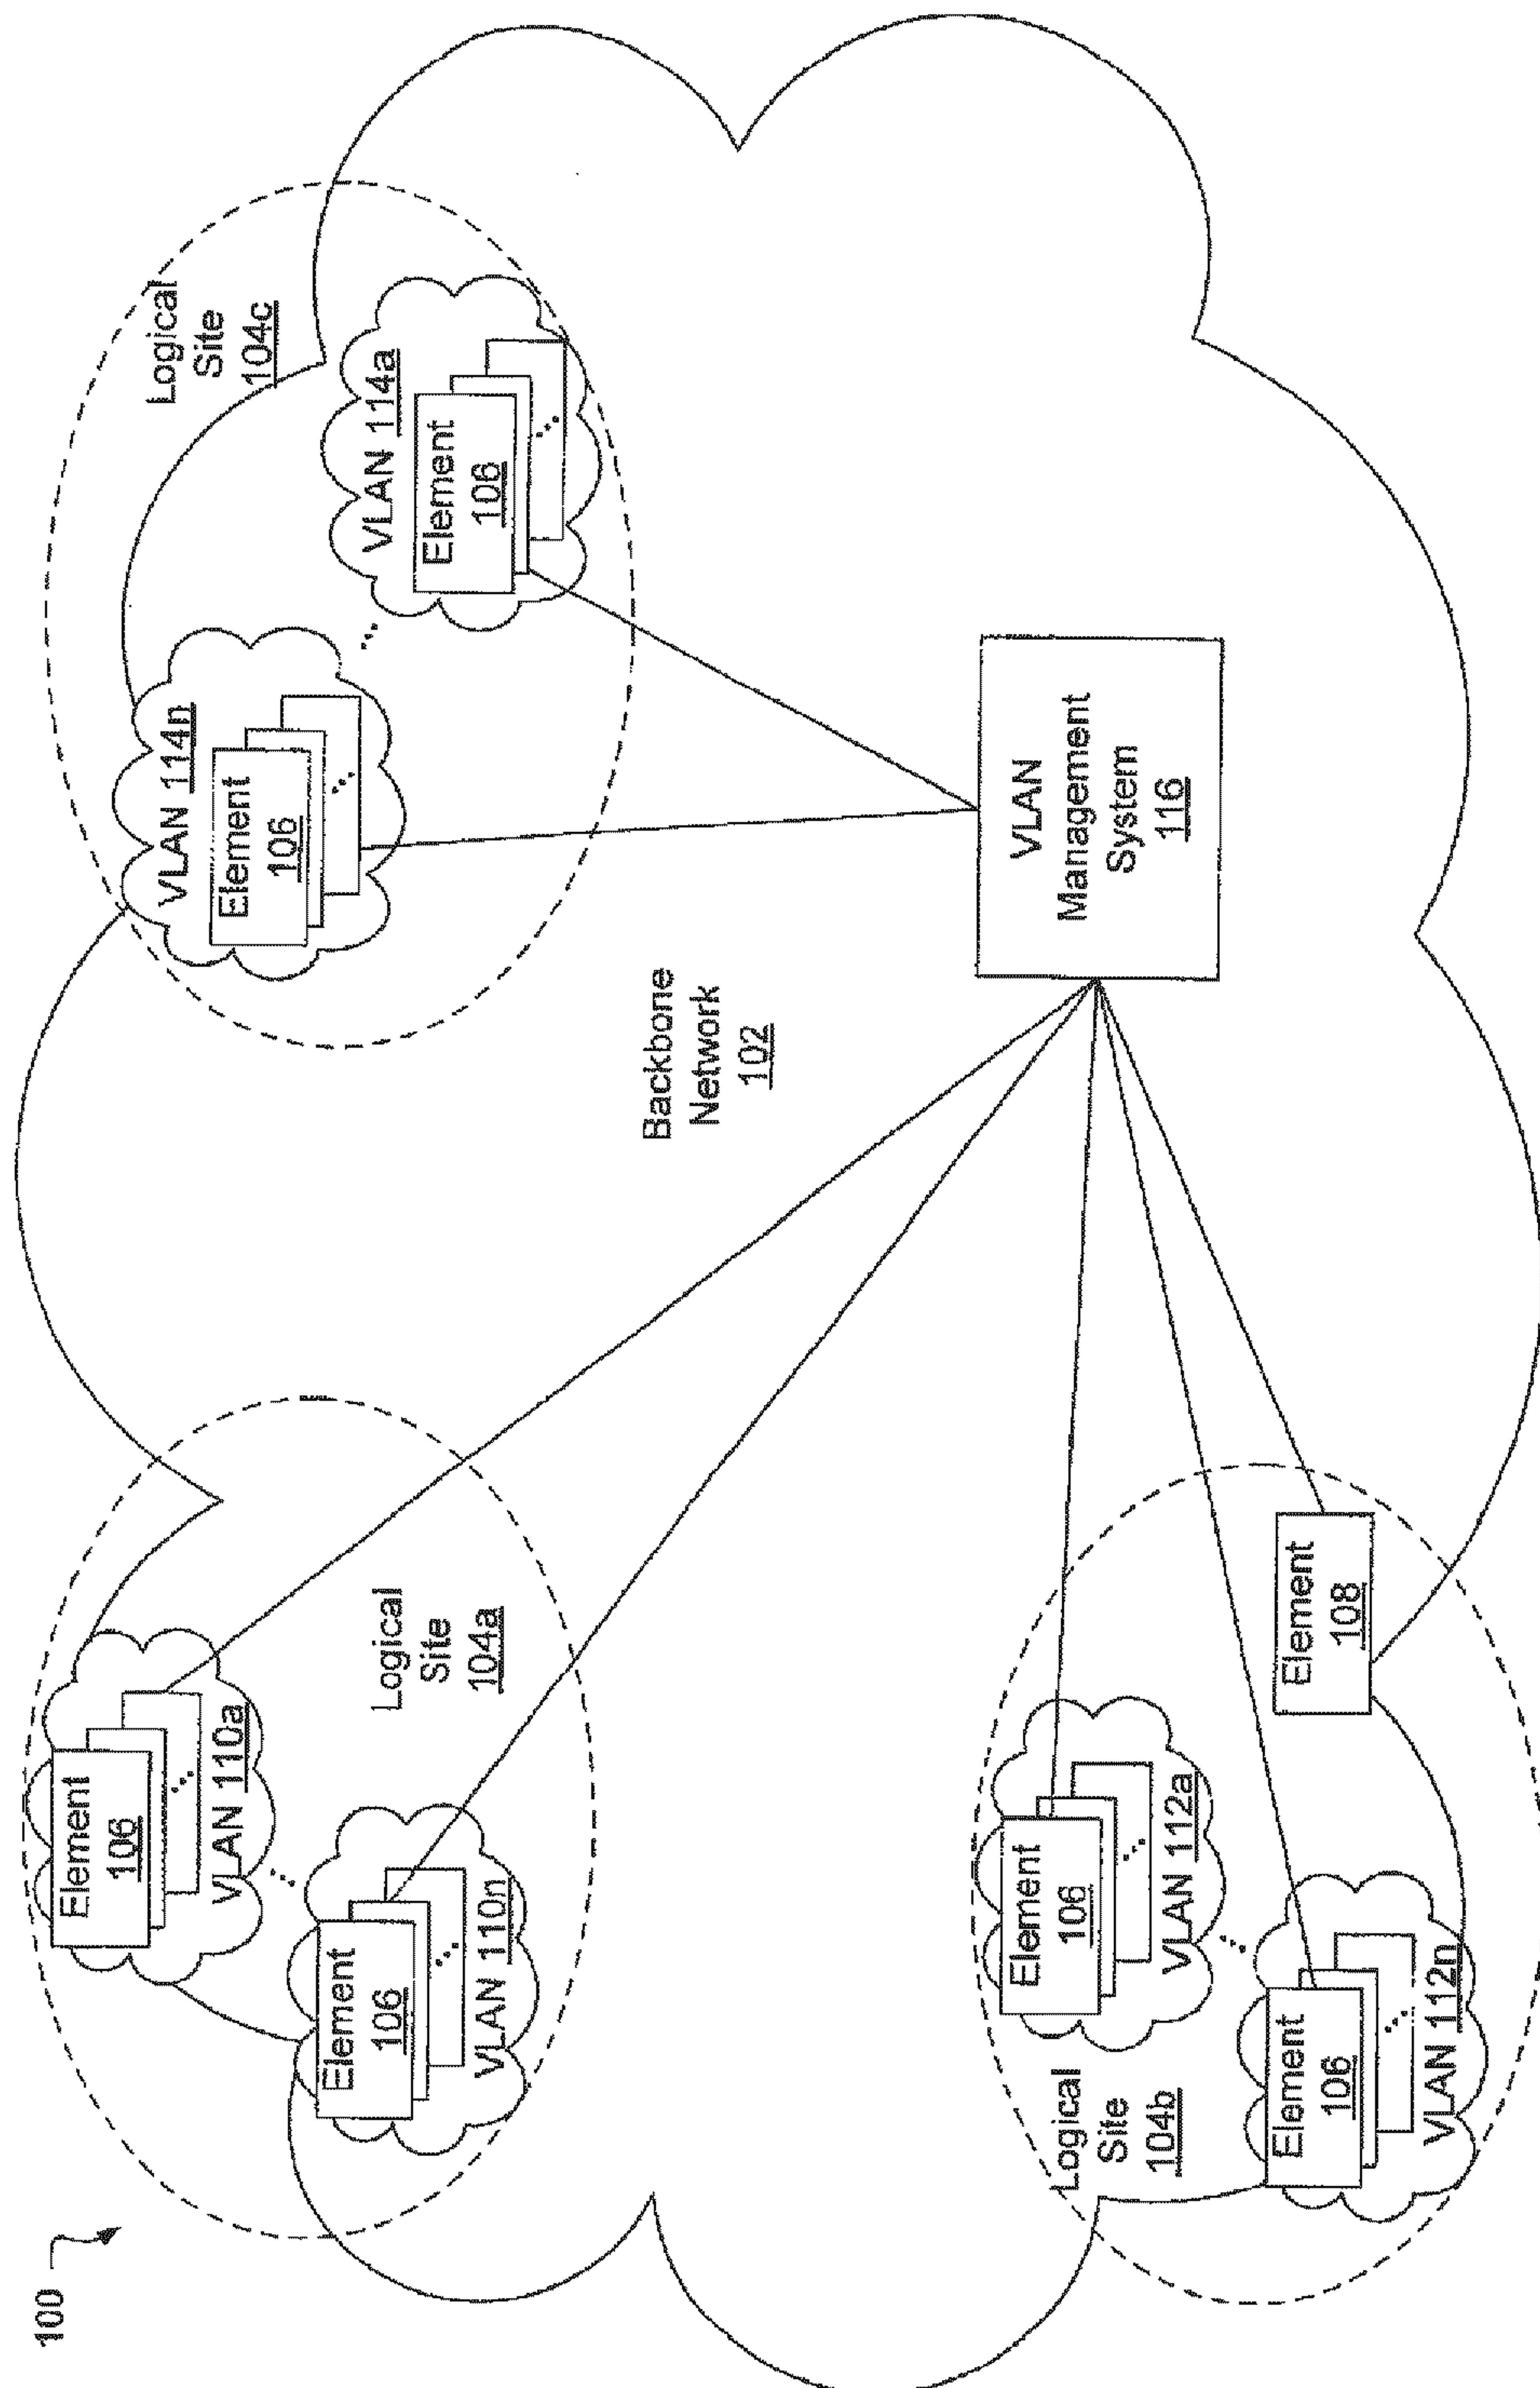 100
Element
106
VLAN 110a
Element
106
VLAN 110n
Logical
Site
104a
VLAN 114n
Element
106
Logical
Site
104c
VLAN 114a
Element
106
Backbone
Network
102
Logical
Site
104b
Element
106
VLAN 112a
Element
106
VLAN 112n
Element
108
VLAN
Management
System
116